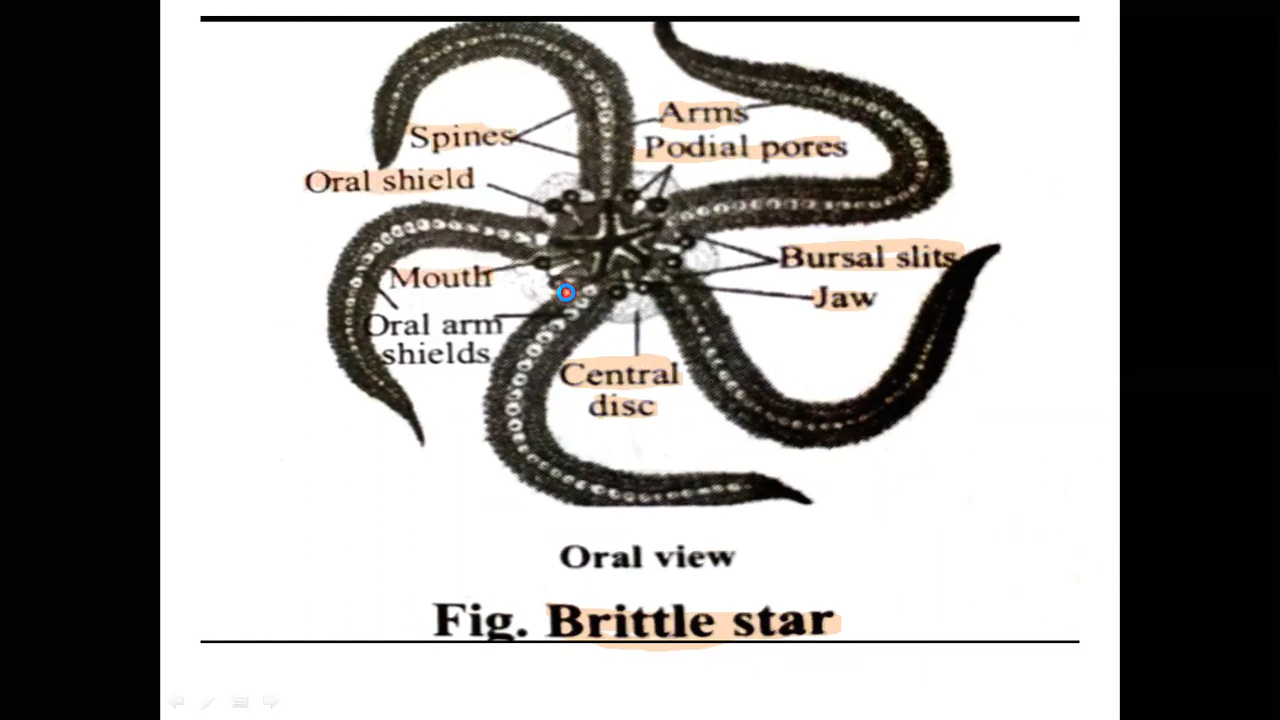 Arms
Spines
Podial pores
Oral shield
Bursal slits
Mouth
Jaw
Oral arm
shields
Central
disc
Oral view
Fig. Brittle star